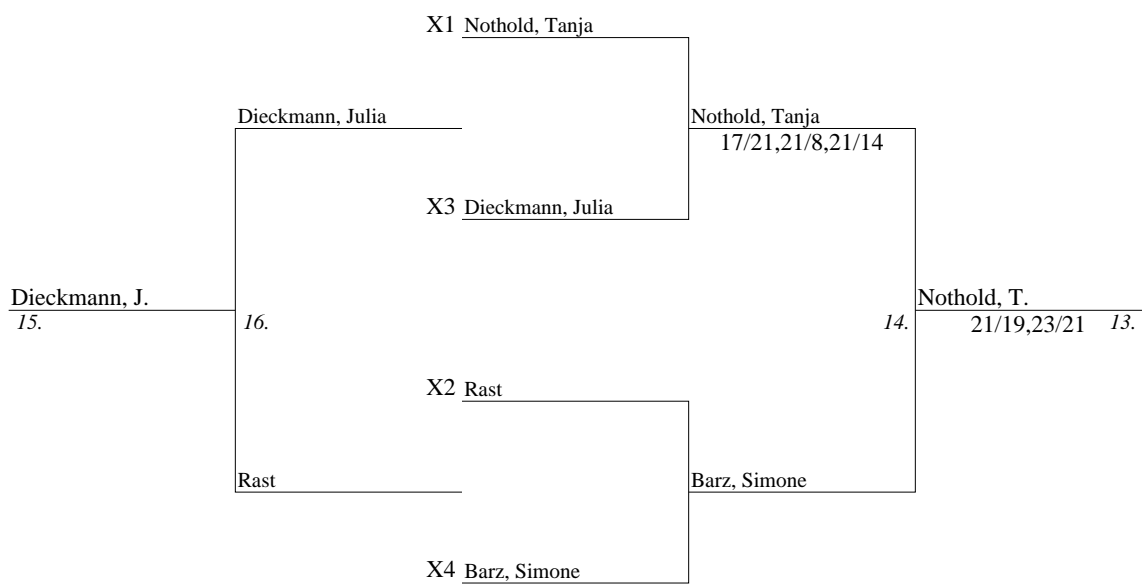 X1 Nothold, Tanja
Dieckmann, Julia
Nothold, Tanja
17/21,21/8,21/14
X3 Dieckmann, Julia
Dieckmann, J.
15.
16.
14.
Nothold, T.
21/19,23/21
13.
X2 Rast
Rast
Barz, Simone
X4 Barz, Simone